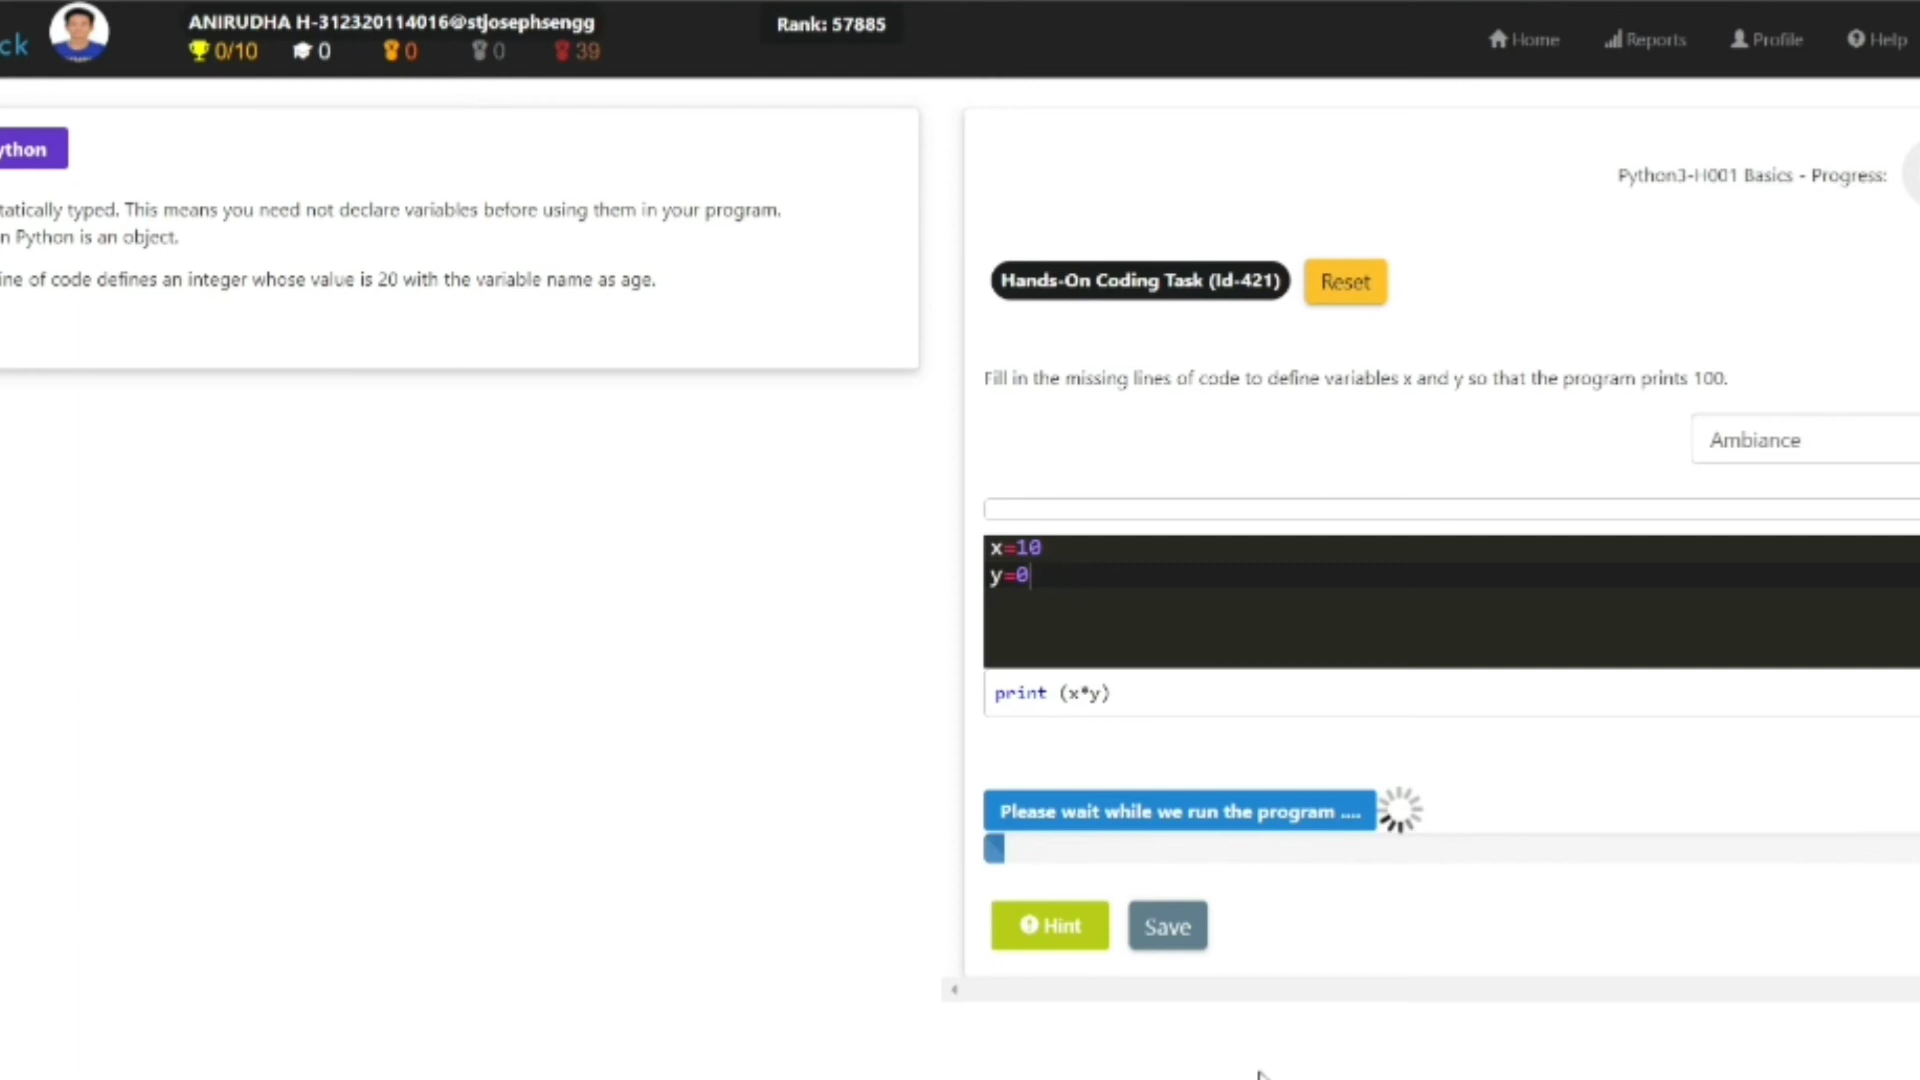 ck
ANIRUDHA H-312320114016@stjosephsengg
0/10 0 0 0 39
Rank: 57885
Home Reports Profile Help
ython
tatically typed. This means you need not declare variables before using them in your program.
n Python is an object.
ine of code defines an integer whose value is 20 with the variable name as age.
Python3-H001 Basics - Progress:
Hands-On Coding Task (Id-421) Reset
Fill in the missing lines of code to define variables x and y so that the program prints 100.
Ambiance
x=10
y=0
print (x*y)
Please wait while we run the program ....
Hint Save